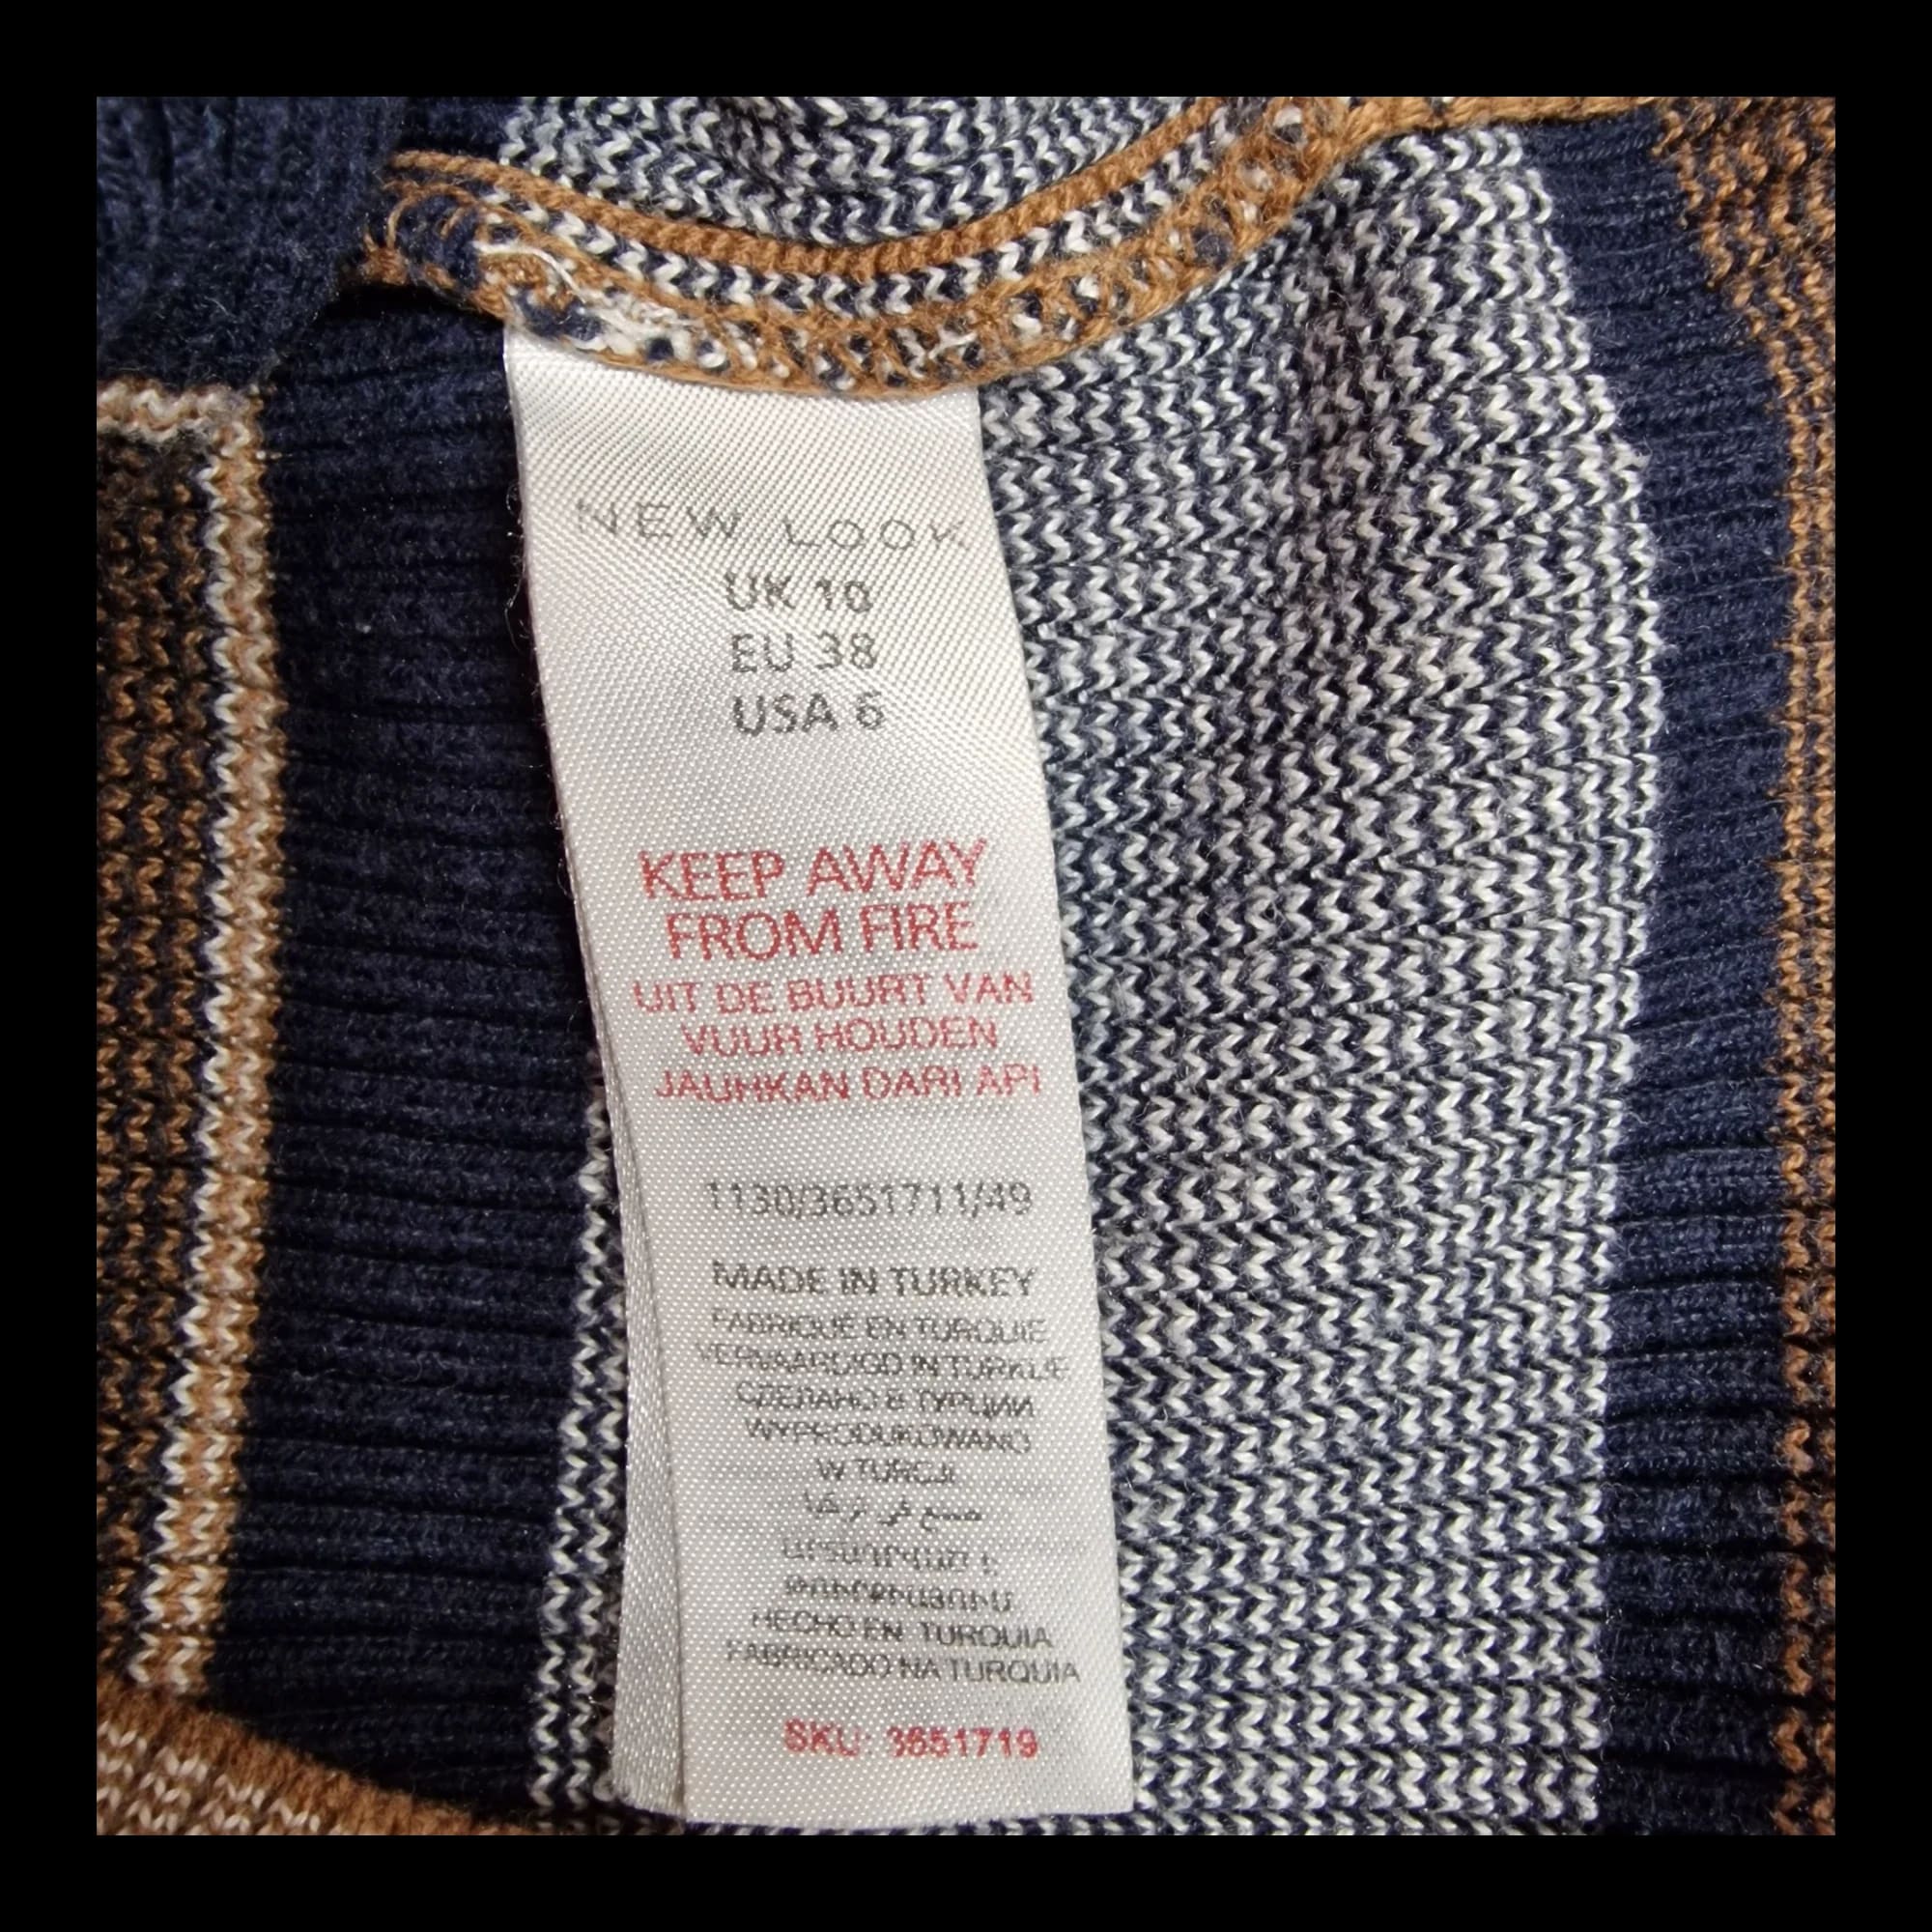 NEW LOOK
UK 10
EU 38
USA 6
KEEP AWAY
FROM FIRE
UIT DE BUURT VAN
VUUR HOUDEN
JAUHKAN DARI API
1130/3651711/49
MADE IN TURKEY
FABRIQUE EN TURQUIE
VERVAARDIGD IN TURKIJE
СДЕЛАНО В ТУРЦИИ
WYPRODUKOWANO
W TURCJI
HECHO EN TURQUIA
FABRICADO NA TURQUIA
SKU: 3651719